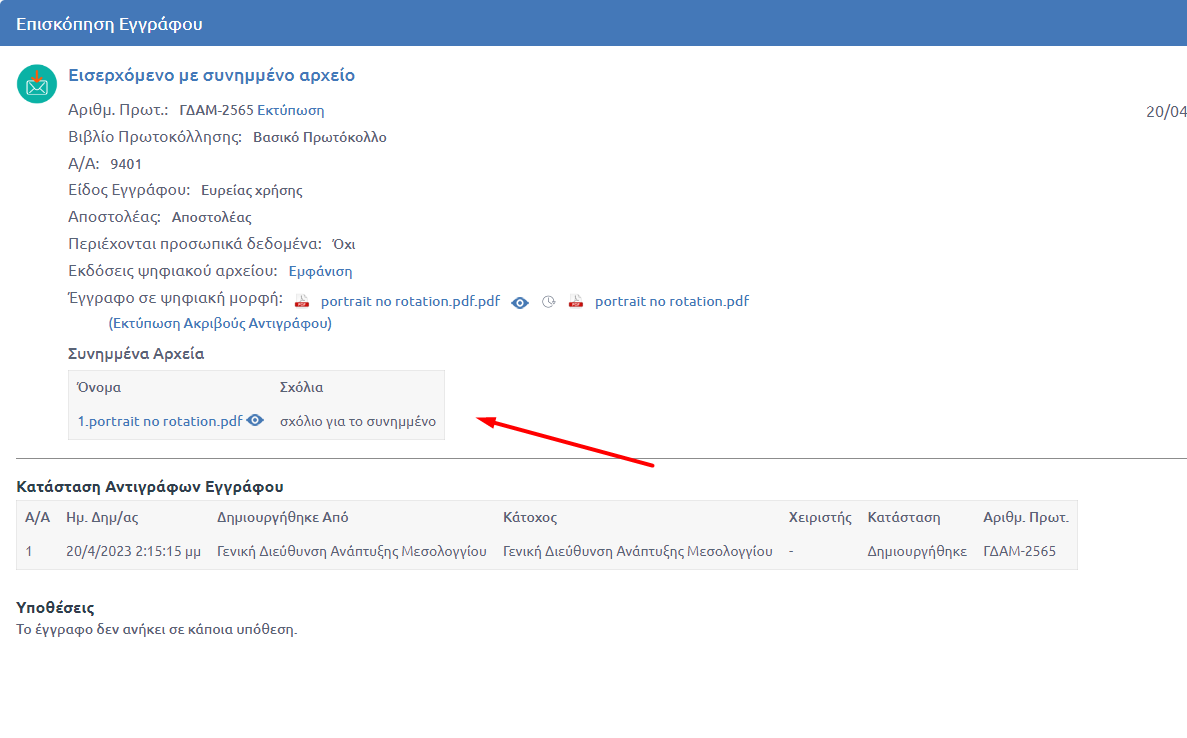 Επισκόπηση Εγγράφου
Εισερχόμενο με συνημμένο αρχείο
Αριθμ. Πρωτ.: ΓΔΑΜ-2565 Εκτύπωση
20/04
Βιβλίο Πρωτοκόλλησης: Βασικό Πρωτόκολλο
Α/Α: 9401
Είδος Εγγράφου: Ευρείας χρήσης
Αποστολέας: Αποστολέας
Περιέχονται προσωπικά δεδομένα: Όχι
Εκδόσεις ψηφιακού αρχείου: Εμφάνιση
Έγγραφο σε ψηφιακή μορφή: portrait no rotation.pdf.pdf portrait no rotation.pdf
(Εκτύπωση Ακριβούς Αντιγράφου)
Συνημμένα Αρχεία
Όνομα Σχόλια
1.portrait no rotation.pdf σχόλιο για το συνημμένο
Κατάσταση Αντιγράφων Εγγράφου
Α/Α Ημ. Δημ/ας Δημιουργήθηκε Από Κάτοχος Χειριστής Κατάσταση Αριθμ. Πρωτ.
1 20/4/2023 2:15:15 μμ Γενική Διεύθυνση Ανάπτυξης Μεσολογγίου Γενική Διεύθυνση Ανάπτυξης Μεσολογγίου - Δημιουργήθηκε ΓΔΑΜ-2565
Υποθέσεις
Το έγγραφο δεν ανήκει σε κάποια υπόθεση.